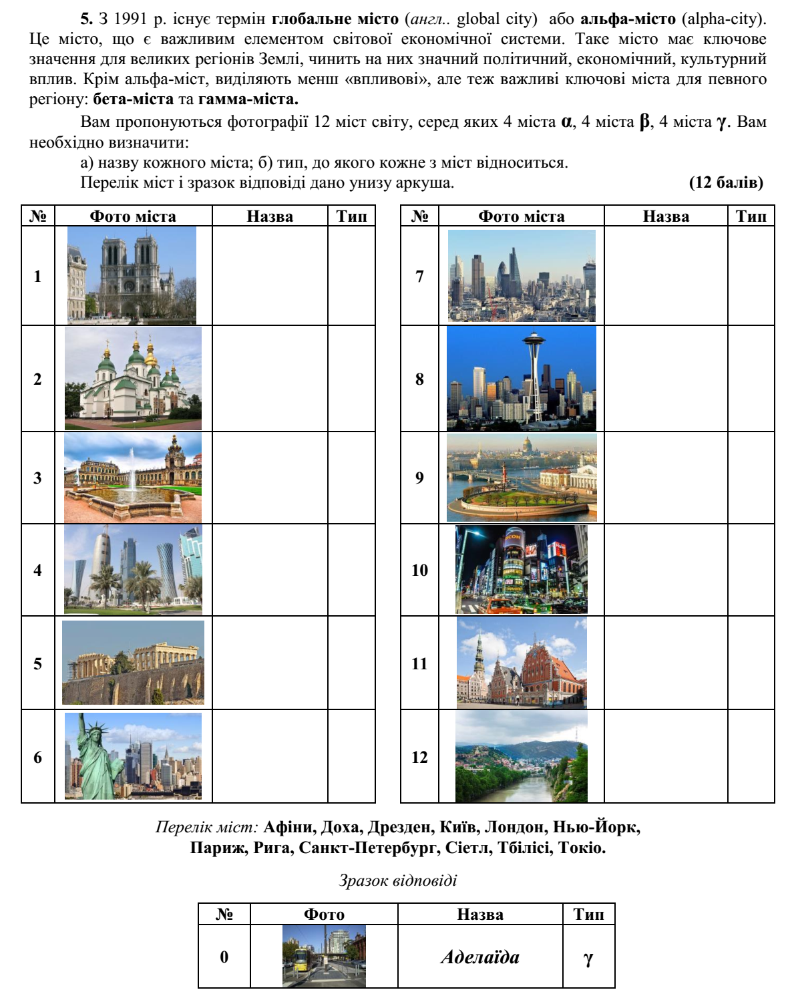 5. З 1991 р. існує термін глобальне місто (англ.. global city) або альфа-місто (alpha-city).
Це місто, що є важливим елементом світової економічної системи. Таке місто має ключове
значення для великих регіонів Землі, чинить на них значний політичний, економічний, культурний
вплив. Крім альфа-міст, виділяють менш «впливові», але теж важливі ключові міста для певного
регіону: бета-міста та гамма-міста.
Вам пропонуються фотографії 12 міст світу, серед яких 4 міста α, 4 міста β, 4 міста γ. Вам
необхідно визначити:
а) назву кожного міста; б) тип, до якого кожне з міст відноситься.
Перелік міст і зразок відповіді дано унизу аркуша. (12 балів)
№ Фото міста Назва Тип
1
2
3
4
5
6
№ Фото міста Назва Тип
7
8
9
10
RICOH
11
12
Перелік міст: Афіни, Доха, Дрезден, Київ, Лондон, Нью-Йорк,
Париж, Рига, Санкт-Петербург, Сіетл, Тбілісі, Токіо.
Зразок відповіді
№ Фото Назва Тип
0 Аделаїда γ